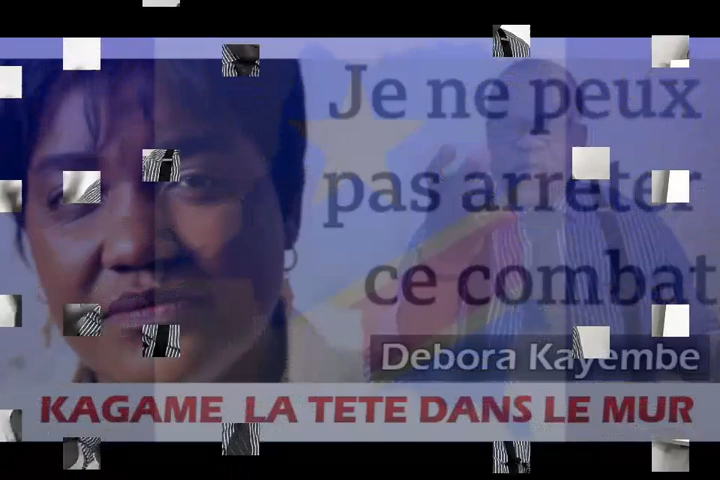 Je ne peux
pas arreter
ce combat
Debora Kayembe
KAGAME LA TETE DANS LE MUR